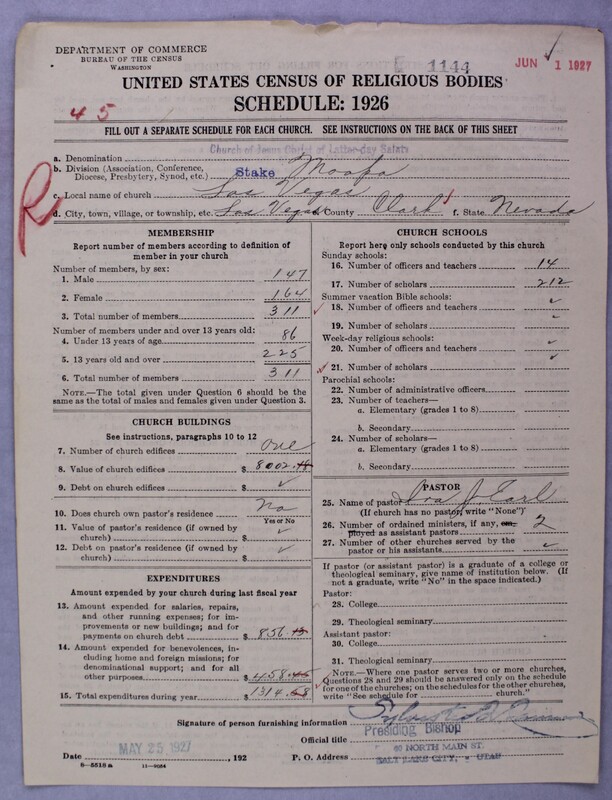 DEPARTMENT OF COMMERCE
BUREAU OF THE CENSUS
WASHINGTON
1144
JUN 1 1927
UNITED STATES CENSUS OF RELIGIOUS BODIES
SCHEDULE: 1926
45
FILL OUT A SEPARATE SCHEDULE FOR EACH CHURCH. SEE INSTRUCTIONS ON THE BACK OF THIS SHEET
a. Denomination Church of Jesus Christ of Latter-day Saints
b. Division (Association, Conference, Diocese, Presbytery, Synod, etc.) Stake Moapa
c. Local name of church Las Vegas
d. City, town, village, or township, etc. Las Vegas e. County Clark f. State Nevada
R
MEMBERSHIP
Report number of members according to definition of
member in your church
Number of members, by sex:
1. Male 147
2. Female 164
3. Total number of members 311
Number of members under and over 13 years old:
4. Under 13 years of age 86
5. 13 years old and over 225
6. Total number of members 311
NOTE.—The total given under Question 6 should be
the same as the total of males and females given under Question 3.
CHURCH BUILDINGS
See instructions, paragraphs 10 to 12
7. Number of church edifices One
8. Value of church edifices $8002.
9. Debt on church edifices $
10. Does church own pastor's residence? No
Yes or No
11. Value of pastor's residence (if owned by
church) $
12. Debt on pastor's residence (if owned by
church) $
EXPENDITURES
Amount expended by your church during last fiscal year
13. Amount expended for salaries, repairs,
and other running expenses; for im-
provements or new buildings; and for
payments on church debt $ 856.
14. Amount expended for benevolences, in-
cluding home and foreign missions; for
denominational support; and for all
other purposes $ 458.
15. Total expenditures during year $ 1314.
CHURCH SCHOOLS
Report here only schools conducted by this church
Sunday schools:
16. Number of officers and teachers 14
17. Number of scholars 212
Summer vacation Bible schools:
18. Number of officers and teachers
19. Number of scholars
Week-day religious schools:
20. Number of officers and teachers
21. Number of scholars
Parochial schools:
22. Number of administrative officers
23. Number of teachers—
a. Elementary (grades 1 to 8)
b. Secondary
24. Number of scholars—
a. Elementary (grades 1 to 8)
b. Secondary
PASTOR
25. Name of pastor Ira J. Earl
(If church has no pastor, write "None")
26. Number of ordained ministers, if any, em-
ployed as assistant pastors 2
27. Number of other churches served by the
pastor or his assistants
If pastor (or assistant pastor) is a graduate of a college or
theological seminary, give name of institution below. (If
not a graduate, write "No" in the space indicated.)
Pastor:
28. College
29. Theological seminary
Assistant pastor:
30. College
31. Theological seminary
NOTE.—Where one pastor serves two or more churches,
Questions 28 and 29 should be answered only on the schedule
for one of the churches; on the schedules for the other churches,
write "See schedule for church."
Signature of person furnishing information
Official title Presiding Bishop
Date MAY 25 1927, 192 P. O. Address 40 NORTH MAIN ST.
SALT LAKE CITY, UTAH
8—5518a 11—9264